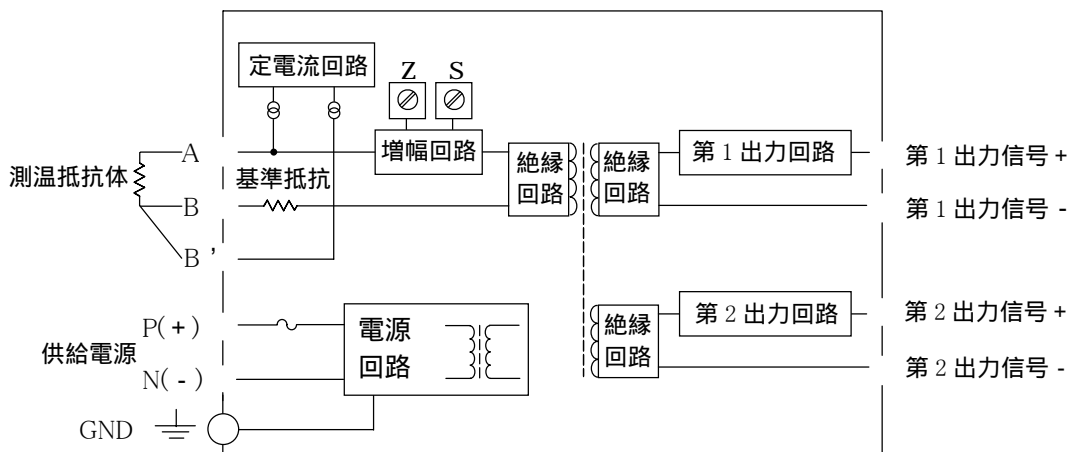 定電流回路
Z S
A
増幅回路
測温抵抗体
基準抵抗
B
B '
絶縁
回路
絶縁
回路
第1出力回路
第1出力信号+
第1出力信号 -
P(+)
供給電源
N(-)
電源
回路
絶縁
回路
第2出力回路
第2出力信号+
第2出力信号 -
GND